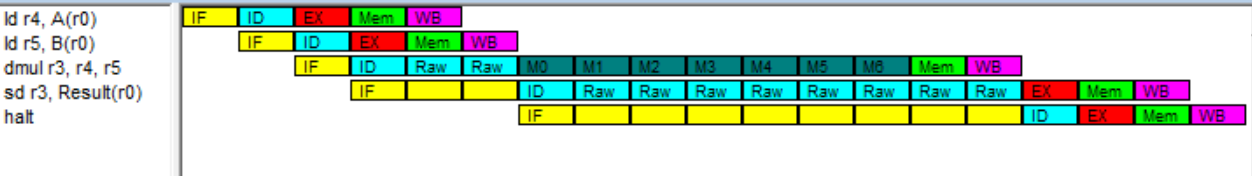 ld r4, A(r0) IF ID EX Mem WB
ld r5, B(r0) IF ID EX Mem WB
dmul r3, r4, r5 IF ID Raw Raw M0 M1 M2 M3 M4 M5 M6 Mem WB
sd r3, Result(r0) IF ID Raw Raw Raw Raw Raw Raw Raw Raw EX Mem WB
halt IF ID EX Mem WB